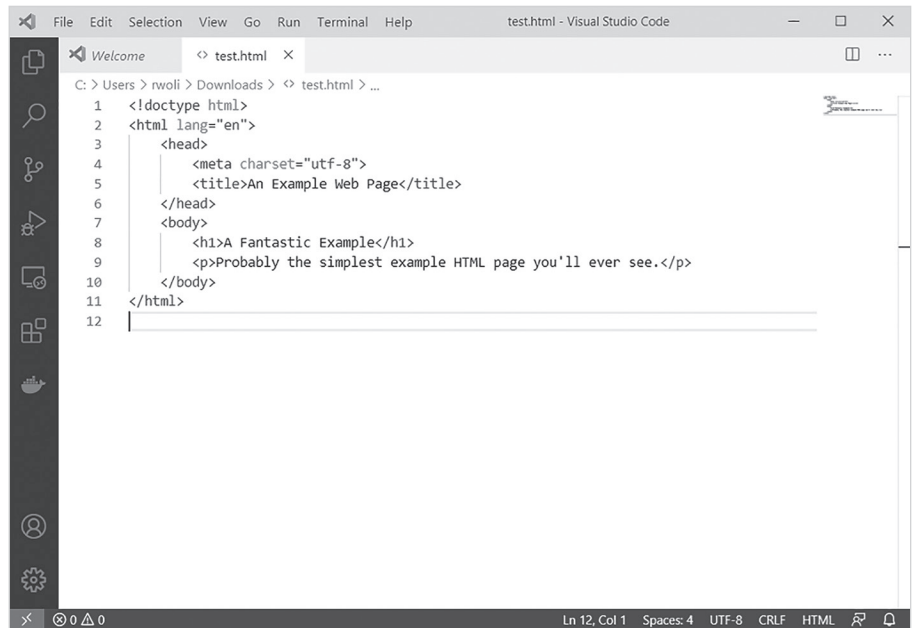 File Edit Selection View Go Run Terminal Help test.html - Visual Studio Code
Welcome <> test.html ×
C: > Users > rwoli > Downloads > <> test.html > ...
1 <!doctype html>
2 <html lang="en">
3     <head>
4         <meta charset="utf-8">
5         <title>An Example Web Page</title>
6     </head>
7     <body>
8         <h1>A Fantastic Example</h1>
9         <p>Probably the simplest example HTML page you'll ever see.</p>
10     </body>
11 </html>
12
0 0 Ln 12, Col 1 Spaces: 4 UTF-8 CRLF HTML